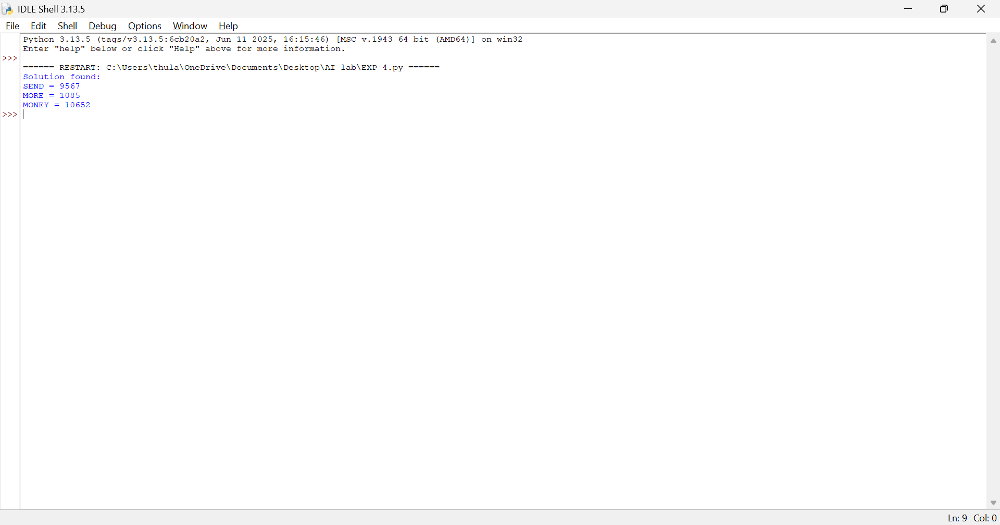 IDLE Shell 3.13.5
File Edit Shell Debug Options Window Help
Python 3.13.5 (tags/v3.13.5:6cb20a2, Jun 11 2025, 16:15:46) [MSC v.1943 64 bit (AMD64)] on win32
Enter "help" below or click "Help" above for more information.
>>>
====== RESTART: C:\Users\thula\OneDrive\Documents\Desktop\AI lab\EXP 4.py ======
Solution found:
SEND = 9567
MORE = 1085
MONEY = 10652
>>>
Ln: 9 Col: 0